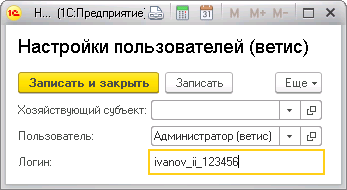 Н... (1С:Предприятие)
M M+ M-
Настройки пользователей (ветис)
Записать и закрыть Записать Еще
Хозяйствующий субъект:
Пользователь: Администратор (ветис)
Логин: ivanov_ii_123456